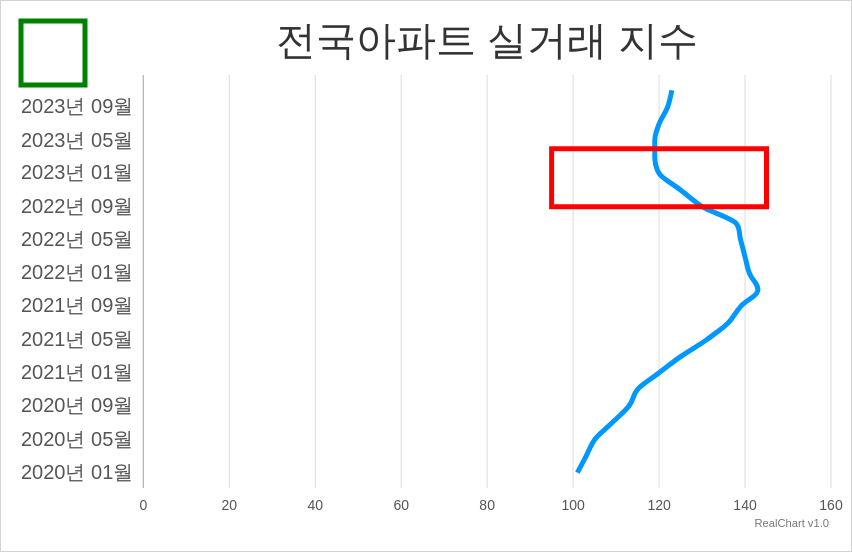 전국아파트 실거래 지수
2023년 09월
2023년 05월
2023년 01월
2022년 09월
2022년 05월
2022년 01월
2021년 09월
2021년 05월
2021년 01월
2020년 09월
2020년 05월
2020년 01월
0 20 40 60 80 100 120 140 160
RealChart v1.0